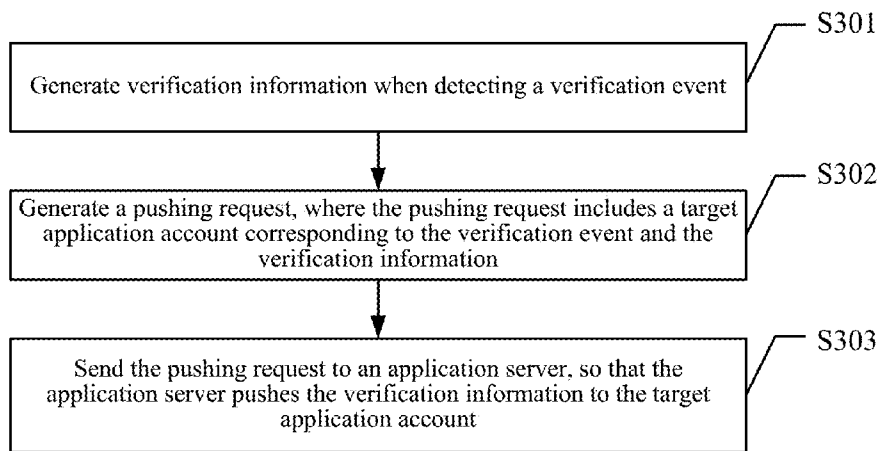 S301
Generate verification information when detecting a verification event
S302
Generate a pushing request, where the pushing request includes a target
application account corresponding to the verification event and the
verification information
S303
Send the pushing request to an application server, so that the
application server pushes the verification information to the target
application account